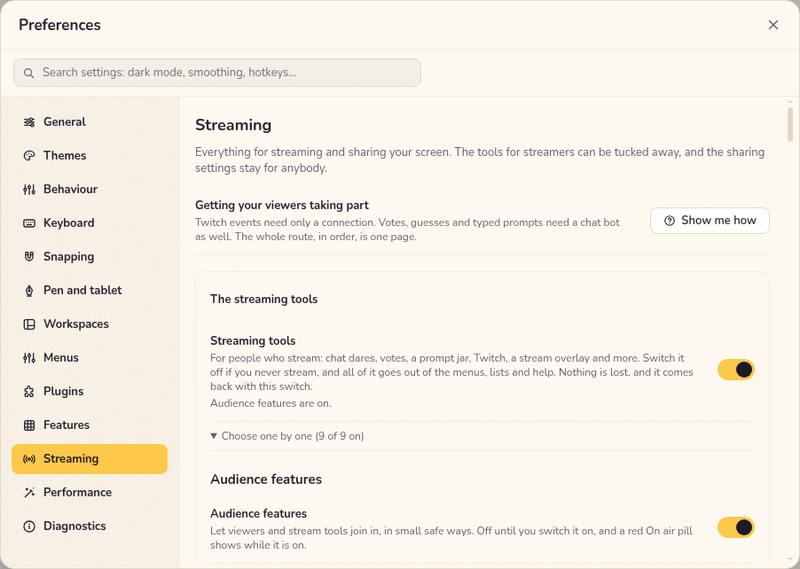 Preferences
Search settings: dark mode, smoothing, hotkeys...
General
Themes
Behaviour
Keyboard
Snapping
Pen and tablet
Workspaces
Menus
Plugins
Features
Streaming
Performance
Diagnostics
Streaming
Everything for streaming and sharing your screen. The tools for streamers can be tucked away, and the sharing
settings stay for anybody.
Getting your viewers taking part
Twitch events need only a connection. Votes, guesses and typed prompts need a chat bot
as well. The whole route, in order, is one page.
Show me how
The streaming tools
Streaming tools
For people who stream: chat dares, votes, a prompt jar, Twitch, a stream overlay and more. Switch it
off if you never stream, and all of it goes out of the menus, lists and help. Nothing is lost, and it comes
back with this switch.
Audience features are on.
Choose one by one (9 of 9 on)
Audience features
Audience features
Let viewers and stream tools join in, in small safe ways. Off until you switch it on, and a red On air pill
shows while it is on.